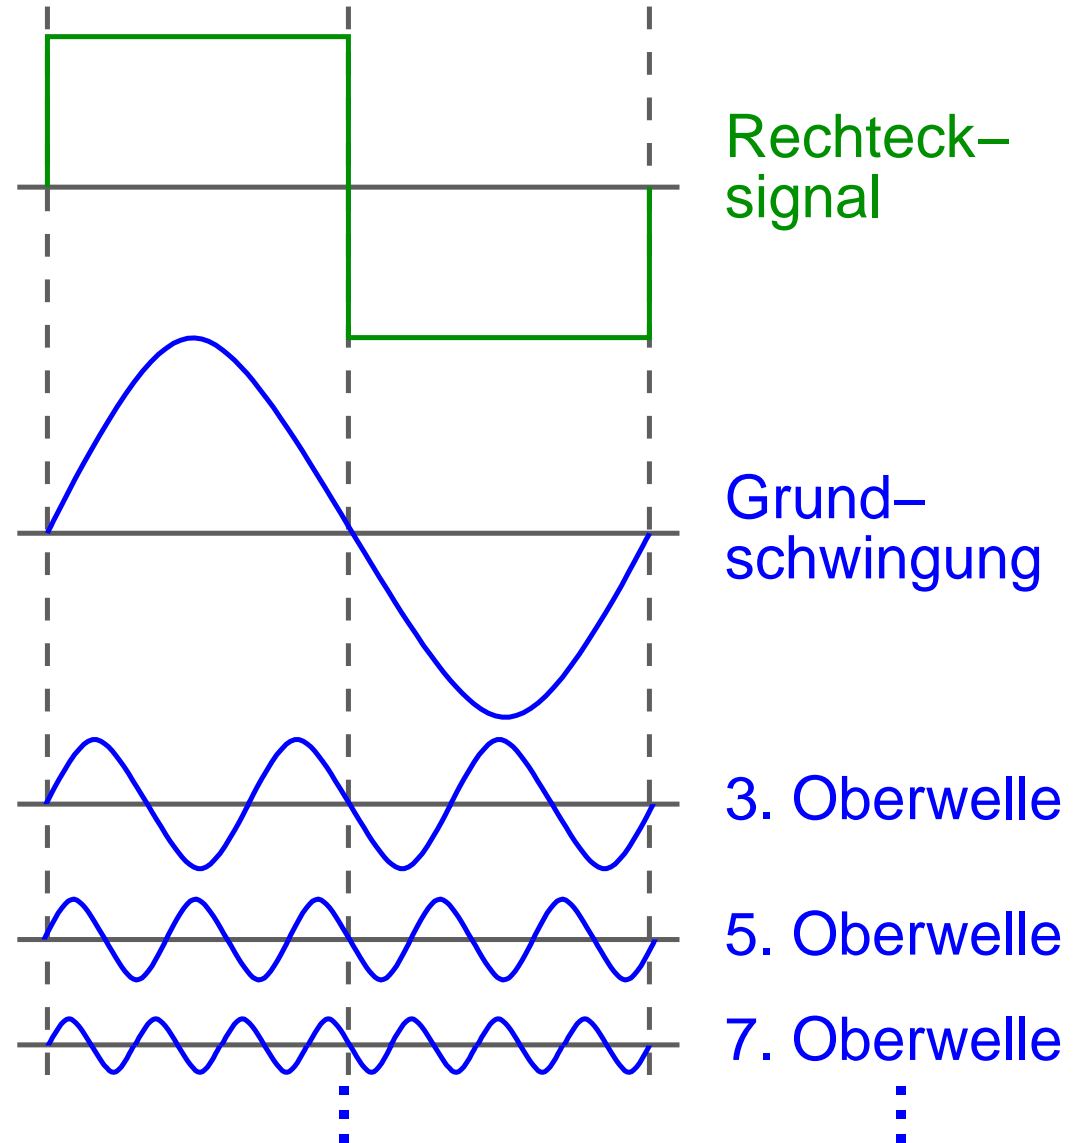 Rechteck–
signal
Grund–
schwingung
3. Oberwelle
5. Oberwelle
7. Oberwelle